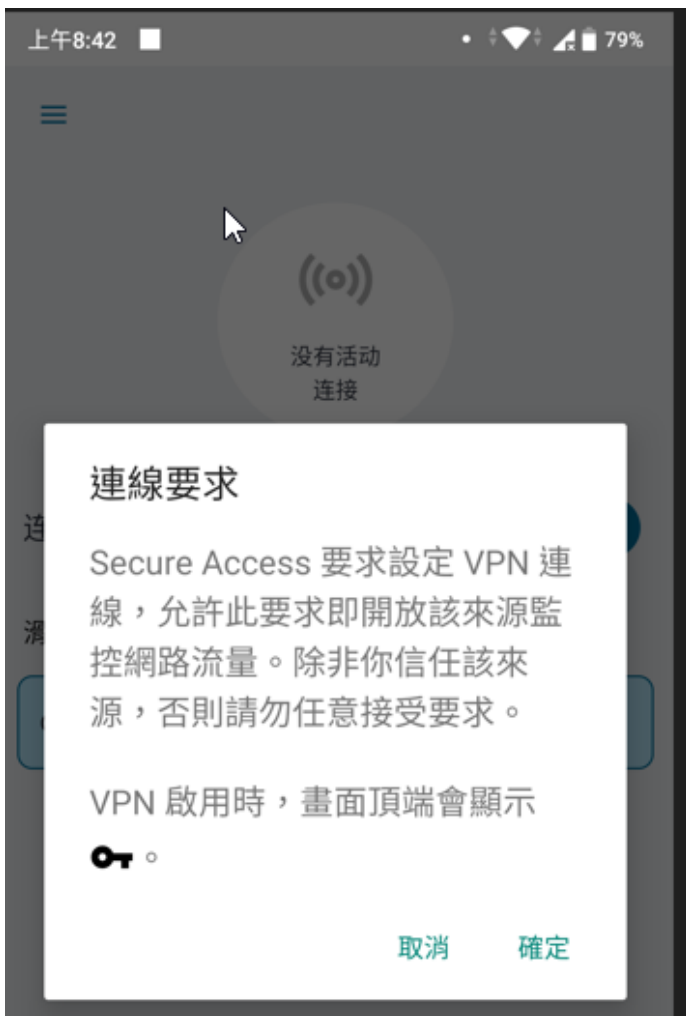 上午8:42
79%
没有活动
连接
連線要求
连
Secure Access 要求設定 VPN 連
線，允許此要求即開放該來源監
控網路流量。除非你信任該來
源，否則請勿任意接受要求。
VPN 啟用時，畫面頂端會顯示
。
取消
確定